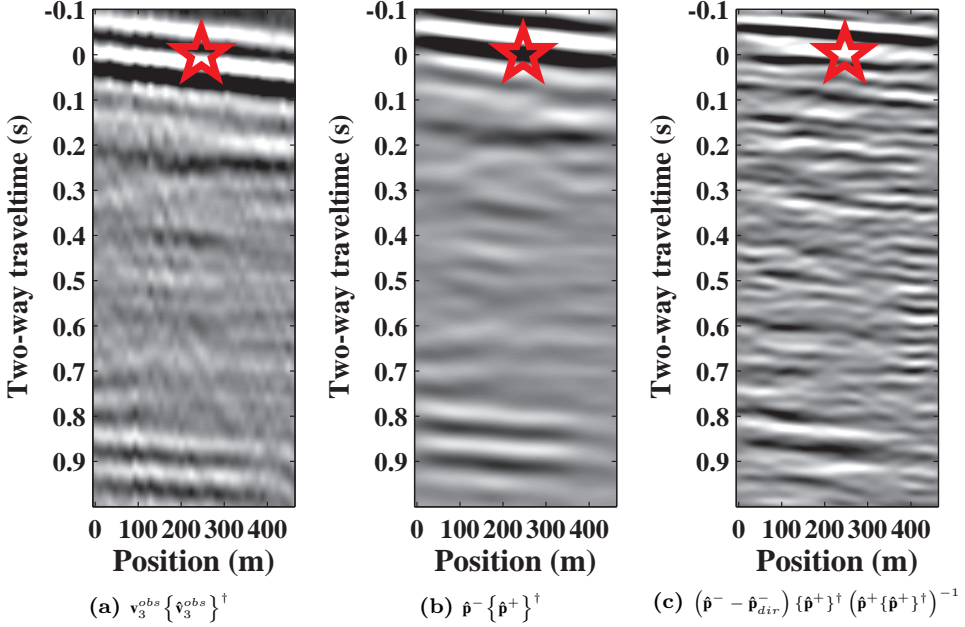 -0.1
0
0.1
0.2
0.3
0.4
0.5
0.6
0.7
0.8
0.9
Two-way traveltime (s)
0 100 200 300 400
Position (m)
(a) v₃ᵒᵇˢ{v̂₃ᵒᵇˢ}†
-0.1
0
0.1
0.2
0.3
0.4
0.5
0.6
0.7
0.8
0.9
Two-way traveltime (s)
0 100 200 300 400
Position (m)
(b) p̂⁻{p̂⁺}†
-0.1
0
0.1
0.2
0.3
0.4
0.5
0.6
0.7
0.8
0.9
Two-way traveltime (s)
0 100 200 300 400
Position (m)
(c) (p̂⁻ − p̂⁻_dir) {p̂⁺}† (p̂⁺{p̂⁺}†)⁻¹